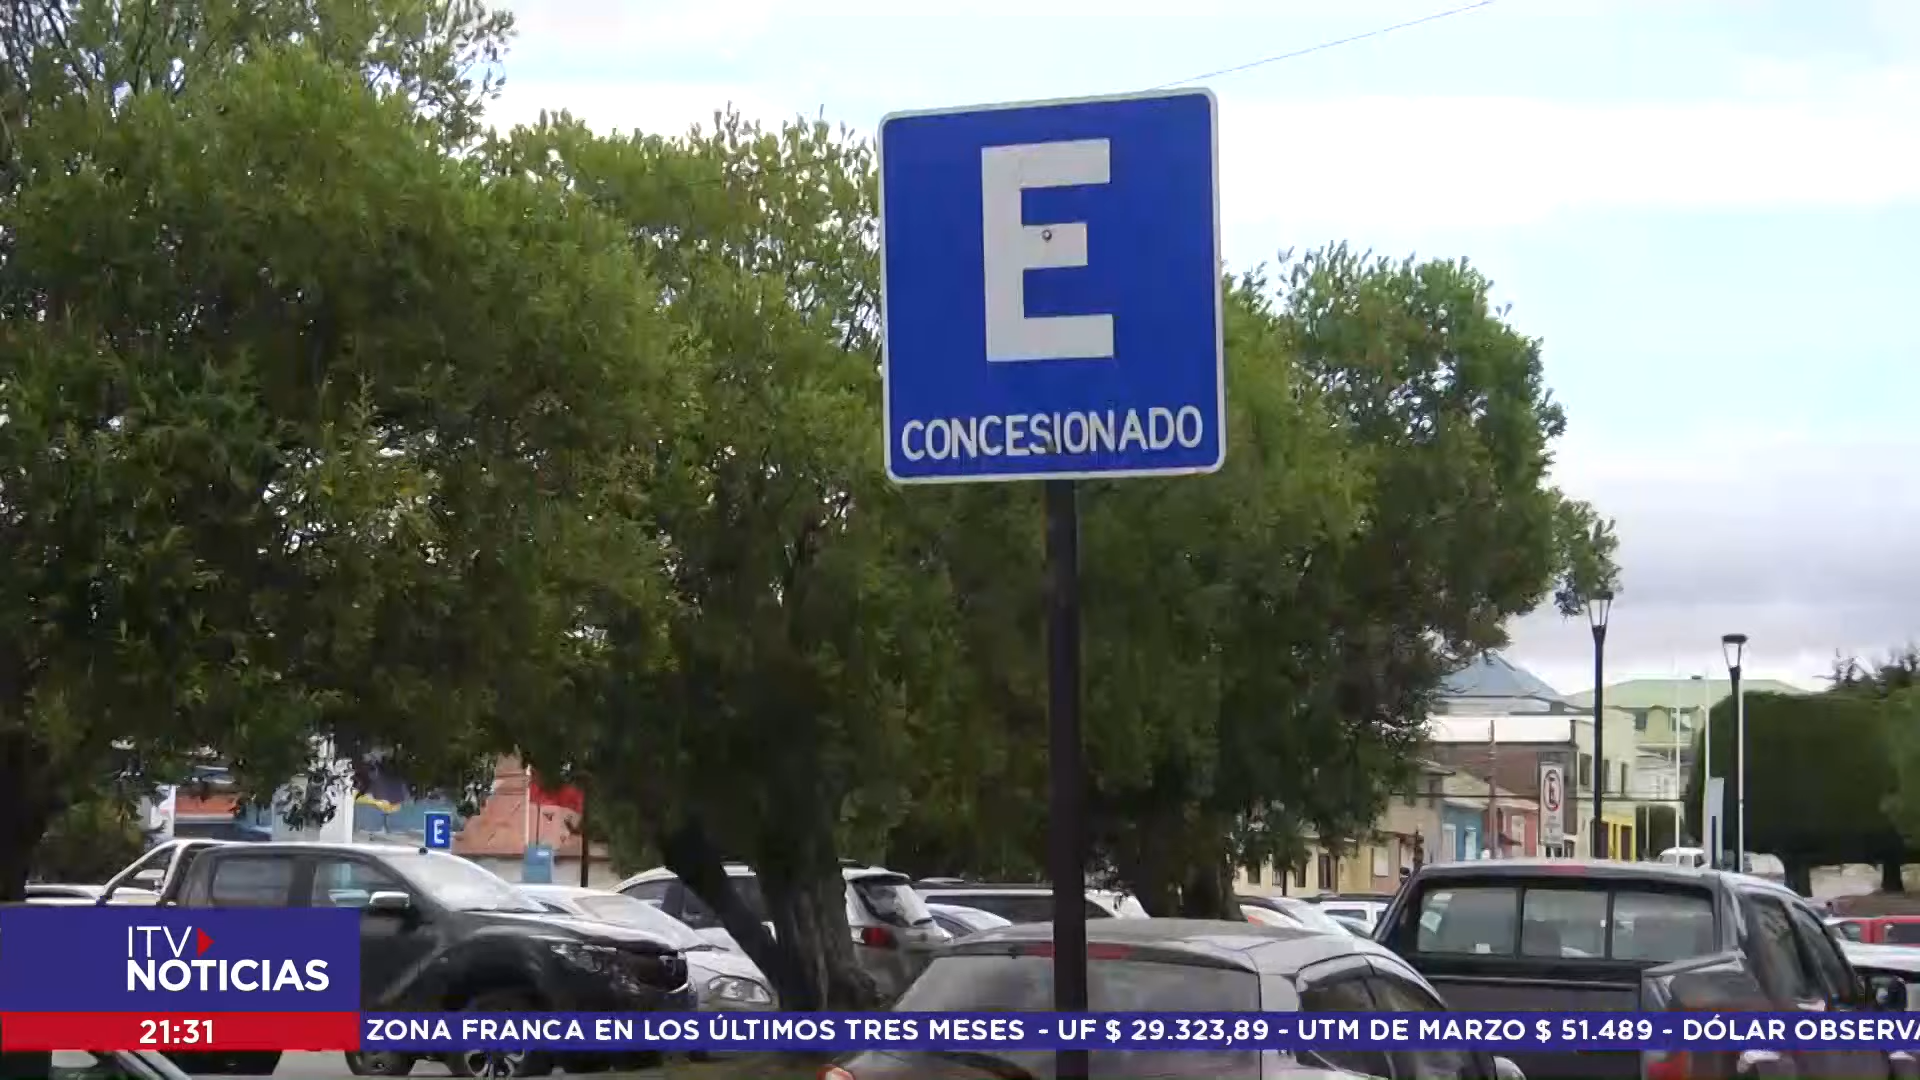 E
CONCESIONADO
E
E
ITV
NOTICIAS
21:31
ZONA FRANCA EN LOS ÚLTIMOS TRES MESES - UF $ 29.323,89 - UTM DE MARZO $ 51.489 - DÓLAR OBSERVA